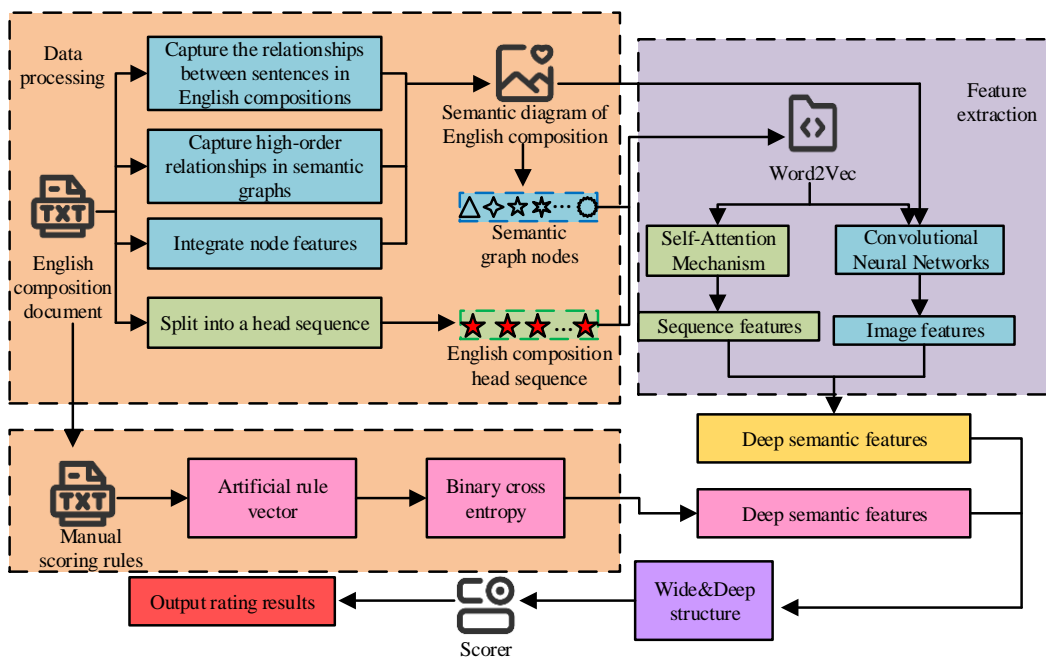 Data
processing
Capture the relationships
between sentences in
English compositions
Capture high-order
relationships in semantic
graphs
Integrate node features
Split into a head sequence
TXT
English
composition
document
Semantic diagram of
English composition
...
Semantic
graph nodes
...
English composition
head sequence
Feature
extraction
Word2Vec
Self-Attention
Mechanism
Convolutional
Neural Networks
Sequence features
Image features
Deep semantic features
TXT
Manual
scoring rules
Artificial rule
vector
Binary cross
entropy
Deep semantic features
Wide&Deep
structure
Scorer
Output rating results